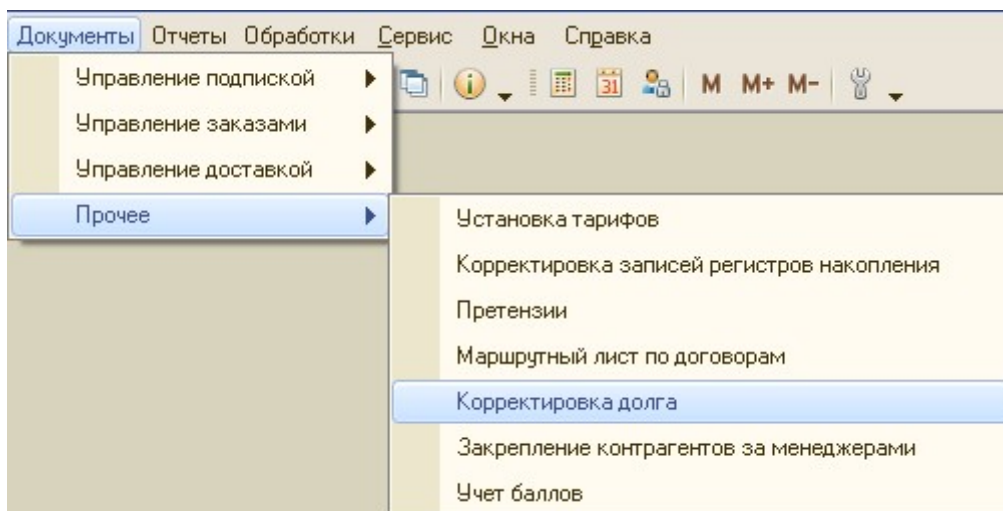 Документы Отчеты Обработки Сервис Окна Справка
Управление подпиской
31 M M+ M-
Управление заказами
Управление доставкой
Прочее
Установка тарифов
Корректировка записей регистров накопления
Претензии
Маршрутный лист по договорам
Корректировка долга
Закрепление контрагентов за менеджерами
Учет баллов